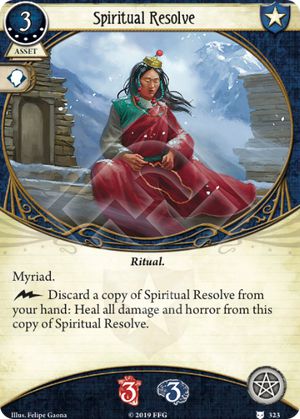 3
Spiritual Resolve
ASSET
Ritual.
Myriad.
Discard a copy of Spiritual Resolve from
your hand: Heal all damage and horror from this
copy of Spiritual Resolve.
3 3
Illus. Felipe Gaona © 2019 FFG 323